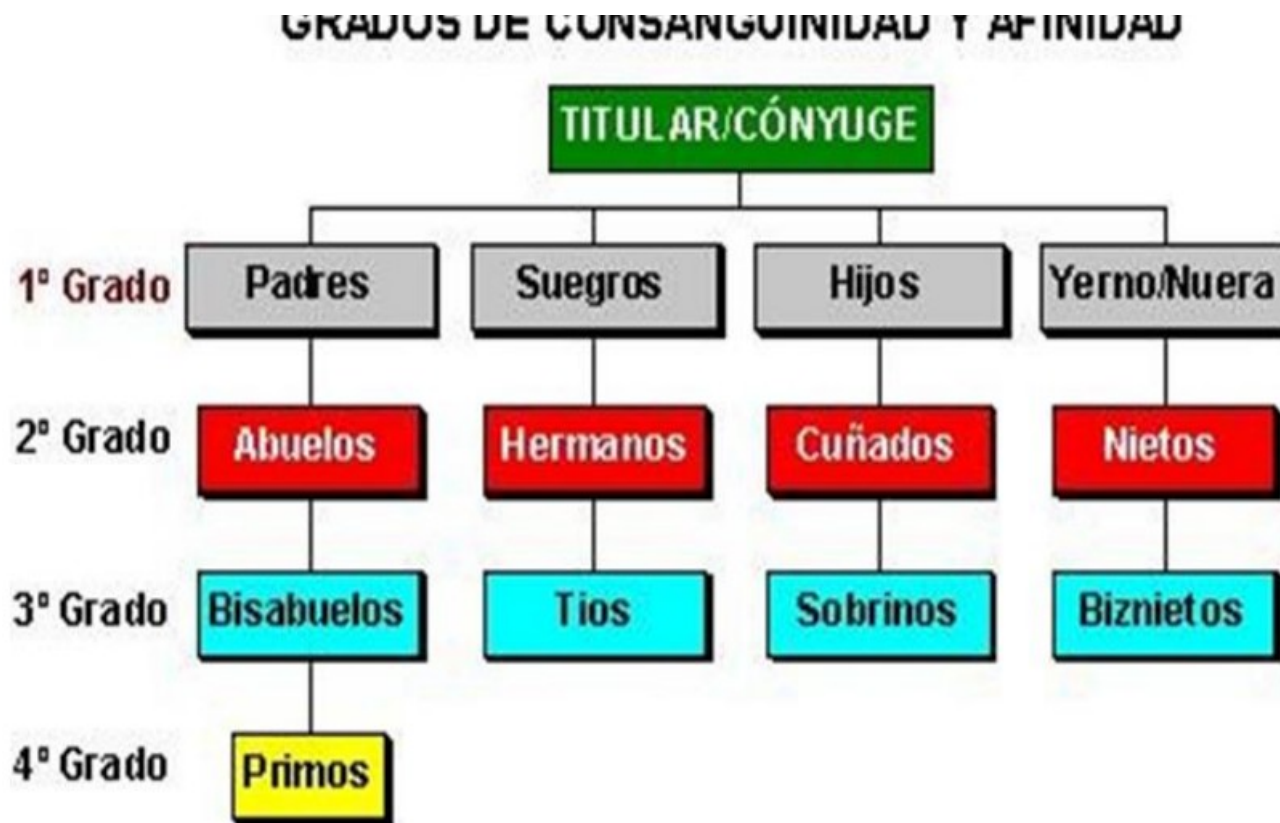 GRADOS DE CONSANGUINIDAD Y AFINIDAD
TITULAR/CÓNYUGE
1º Grado Padres Suegros Hijos Yerno/Nuera
2º Grado Abuelos Hermanos Cuñados Nietos
3º Grado Bisabuelos Tios Sobrinos Biznietos
4º Grado Primos